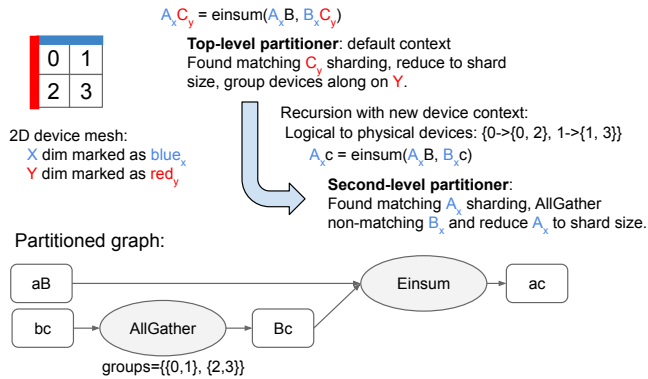 AₓCᵧ = einsum(AₓB, BₓCᵧ)
Top-level partitioner: default context
Found matching Cᵧ sharding, reduce to shard
size, group devices along on Y.
0 1
2 3
2D device mesh:
X dim marked as blueₓ
Y dim marked as redᵧ
Recursion with new device context:
Logical to physical devices: {0->{0, 2}, 1->{1, 3}}
Aₓc = einsum(AₓB, Bₓc)
Second-level partitioner:
Found matching Aₓ sharding, AllGather
non-matching Bₓ and reduce Aₓ to shard size.
Partitioned graph:
aB
Einsum
ac
bc
AllGather
Bc
groups={{0,1}, {2,3}}